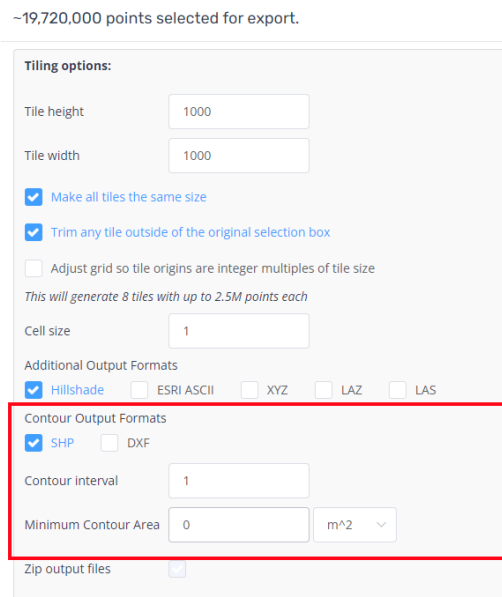 ~19,720,000 points selected for export.
Tiling options:
Tile height 1000
Tile width 1000
Make all tiles the same size
Trim any tile outside of the original selection box
Adjust grid so tile origins are integer multiples of tile size
This will generate 8 tiles with up to 2.5M points each
Cell size 1
Additional Output Formats
Hillshade ESRI ASCII XYZ LAZ LAS
Contour Output Formats
SHP DXF
Contour interval 1
Minimum Contour Area 0 m^2
Zip output files